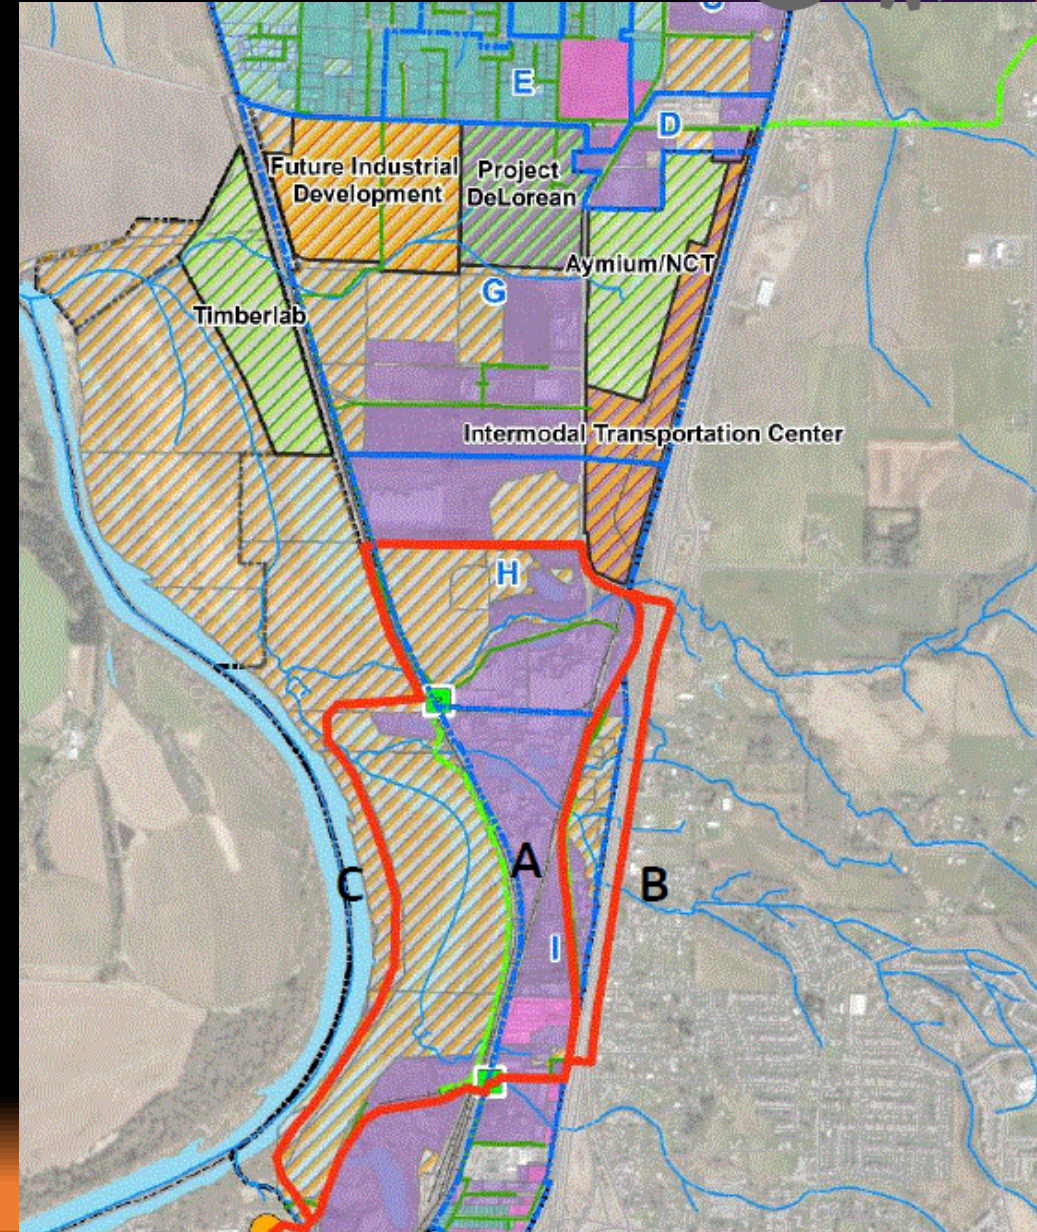 E
D
Future Industrial
Development
Project
DeLorean
Aymium/NCT
G
Timberlab
Intermodal Transportation Center
H
A
B
C
I